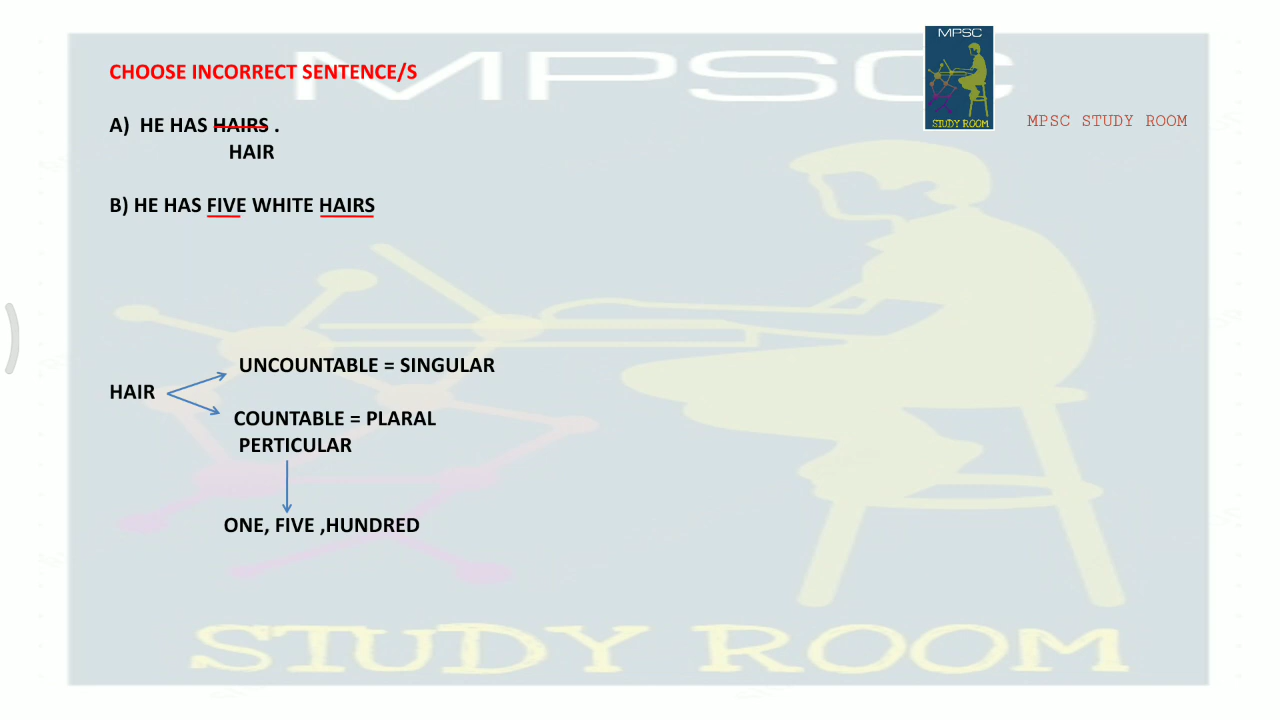 MPSC
CHOOSE INCORRECT SENTENCE/S
MPSC
STUDY ROOM
MPSC STUDY ROOM
A) HE HAS HAIRS .
HAIR
B) HE HAS FIVE WHITE HAIRS
UNCOUNTABLE = SINGULAR
HAIR
COUNTABLE = PLARAL
PERTICULAR
ONE, FIVE ,HUNDRED
STUDY ROOM